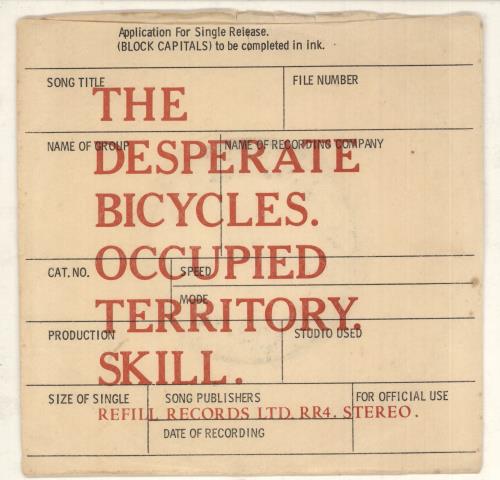 Application For Single Release.
(BLOCK CAPITALS) to be completed in ink.
SONG TITLE
FILE NUMBER
THE
NAME OF GROUP
NAME OF RECORDING COMPANY
DESPERATE
BICYCLES.
CAT. NO.
SPEED
OCCUPIED
MODE
TERRITORY.
PRODUCTION
STUDIO USED
SKILL.
SIZE OF SINGLE
SONG PUBLISHERS
FOR OFFICIAL USE
REFILL RECORDS LTD. RR4. STEREO.
DATE OF RECORDING